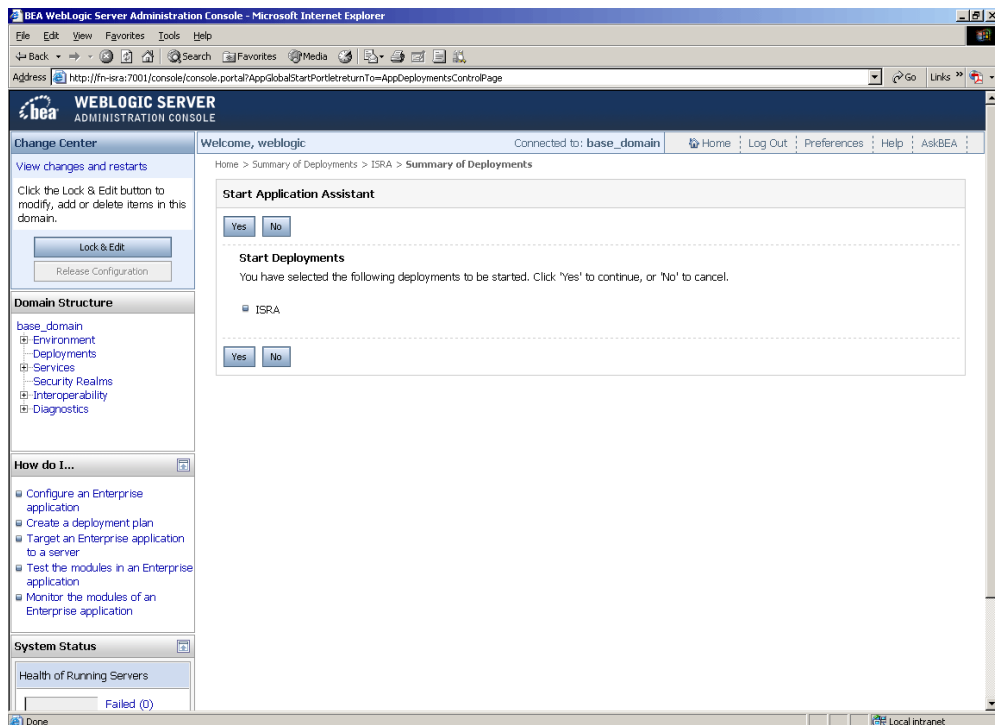 BEA WebLogic Server Administration Console - Microsoft Internet Explorer
File Edit View Favorites Tools Help
Back Search Favorites Media
Address http://fn-isra:7001/console/console.portal?AppGlobalStartPortletreturnTo=AppDeploymentsControlPage Go Links »
bea WEBLOGIC SERVER
ADMINISTRATION CONSOLE
Change Center
View changes and restarts
Click the Lock & Edit button to
modify, add or delete items in this
domain.
Lock & Edit
Release Configuration
Domain Structure
base_domain
Environment
Deployments
Services
Security Realms
Interoperability
Diagnostics
How do I...
Configure an Enterprise
application
Create a deployment plan
Target an Enterprise application
to a server
Test the modules in an Enterprise
application
Monitor the modules of an
Enterprise application
System Status
Health of Running Servers
Failed (0)
Welcome, weblogic Connected to: base_domain Home Log Out Preferences Help AskBEA
Home > Summary of Deployments > ISRA > Summary of Deployments
Start Application Assistant
Yes No
Start Deployments
You have selected the following deployments to be started. Click 'Yes' to continue, or 'No' to cancel.
ISRA
Yes No
Done Local intranet